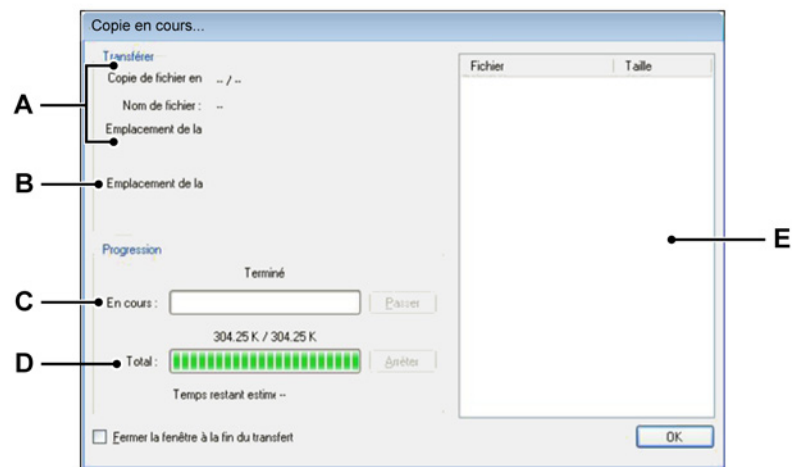 Copie en cours...
Transférer
Copie de fichier en .. / ..
Nom de fichier : ..
Emplacement de la
Emplacement de la
Fichier Taille
A
B
C
D
E
Progression
Terminé
En cours : Passer
304.25 K / 304.25 K
Total : Arrêter
Temps restant estime --
Fermer la fenêtre à la fin du transfert
OK